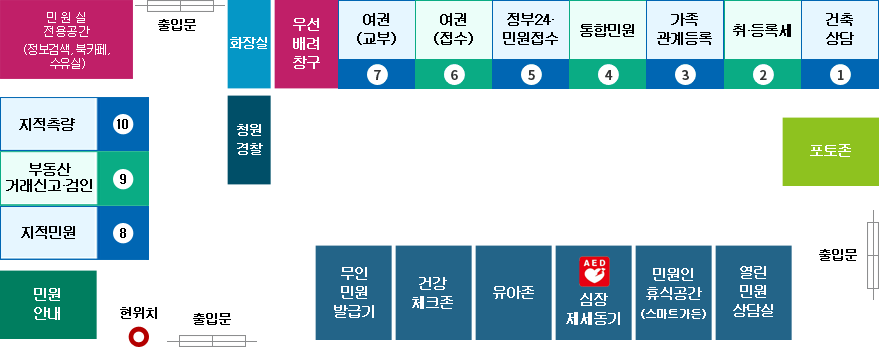 민원실
전용공간
(정보검색, 북카페,
수유실)
출입문
화장실
우선
배려
창구
여권
(교부)
7
여권
(접수)
6
정부24·
민원접수
5
통합민원
4
가족
관계등록
3
취·등록세
2
건축
상담
1
지적측량
10
부동산
거래신고·검인
9
지적민원
8
청원
경찰
포토존
출입문
민원
안내
현위치
출입문
무인
민원
발급기
건강
체크존
유아존
AED
심장
제세동기
민원인
휴식공간
(스마트가든)
열린
민원
상담실